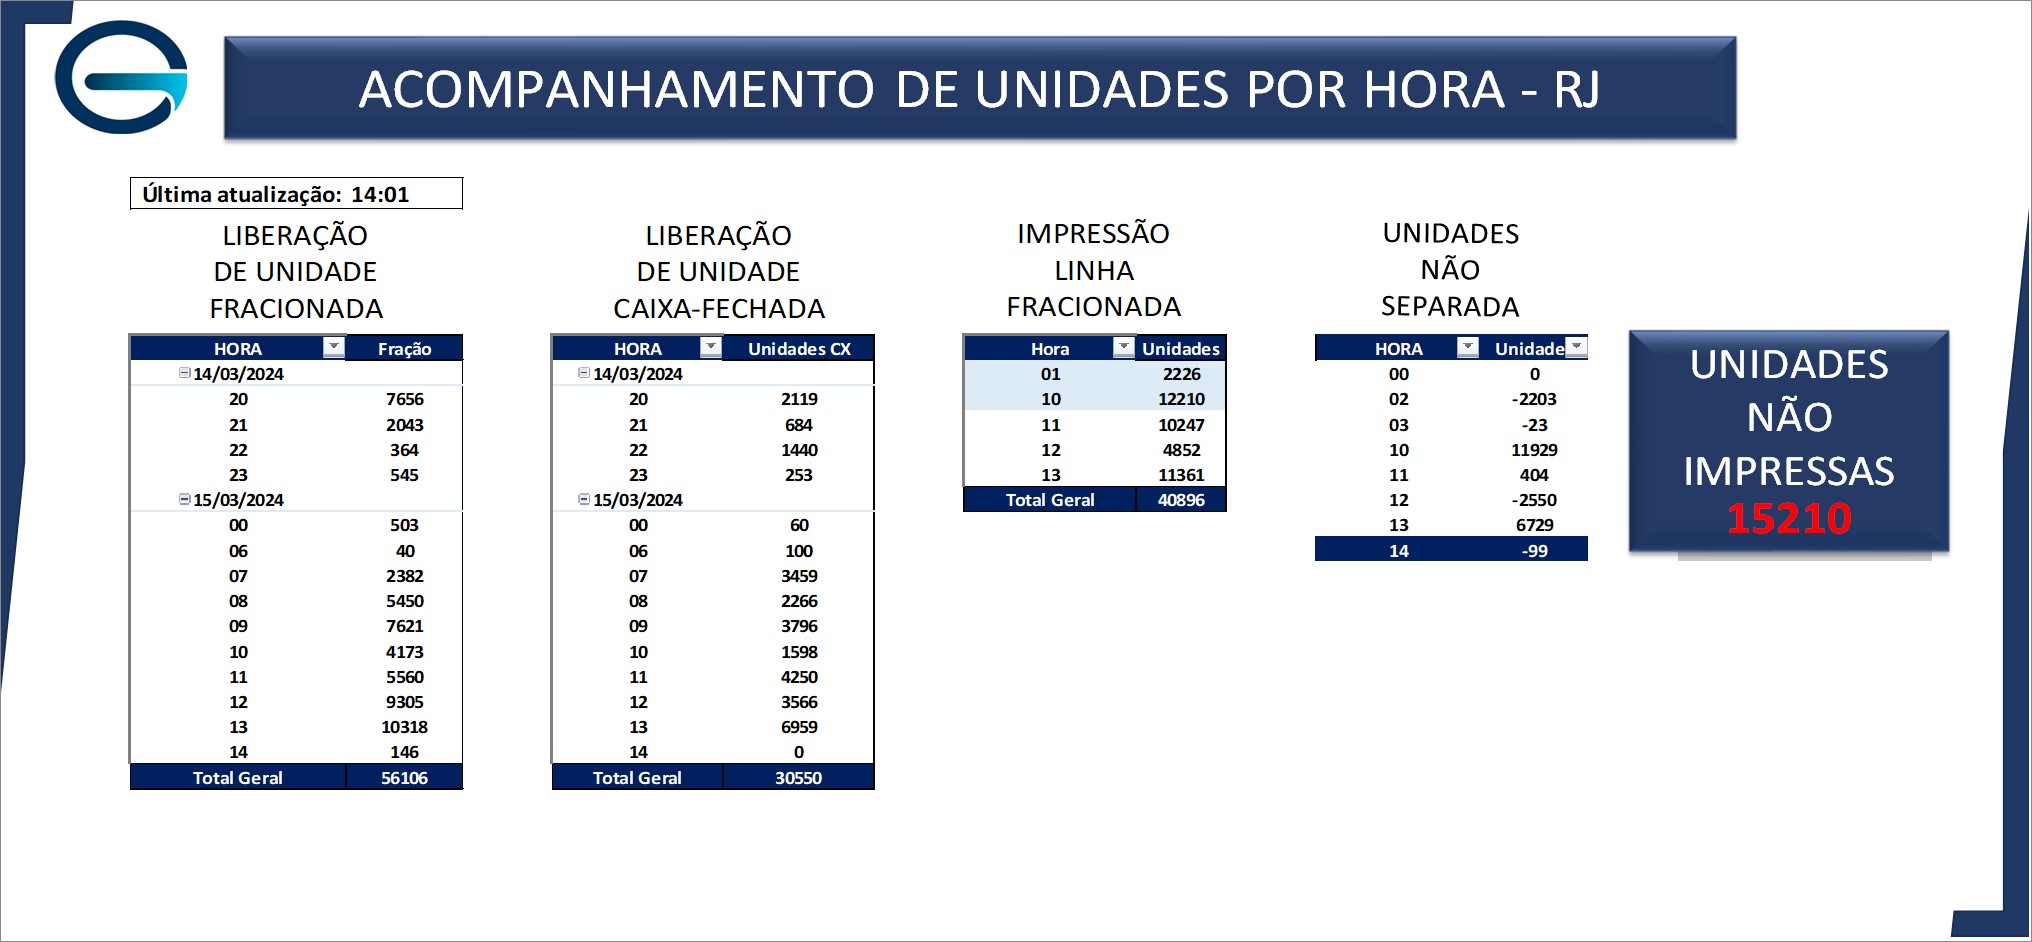 ACOMPANHAMENTO DE UNIDADES POR HORA - RJ
Última atualização: 14:01
LIBERAÇÃO
DE UNIDADE
FRACIONADA
HORA Fração
14/03/2024
20 7656
21 2043
22 364
23 545
15/03/2024
00 503
06 40
07 2382
08 5450
09 7621
10 4173
11 5560
12 9305
13 10318
14 146
Total Geral 56106
LIBERAÇÃO
DE UNIDADE
CAIXA-FECHADA
HORA Unidades CX
14/03/2024
20 2119
21 684
22 1440
23 253
15/03/2024
00 60
06 100
07 3459
08 2266
09 3796
10 1598
11 4250
12 3566
13 6959
14 0
Total Geral 30550
IMPRESSÃO
LINHA
FRACIONADA
Hora Unidades
01 2226
10 12210
11 10247
12 4852
13 11361
Total Geral 40896
UNIDADES
NÃO
SEPARADA
HORA Unidade
00 0
02 -2203
03 -23
10 11929
11 404
12 -2550
13 6729
14 -99
UNIDADES
NÃO
IMPRESSAS
15210